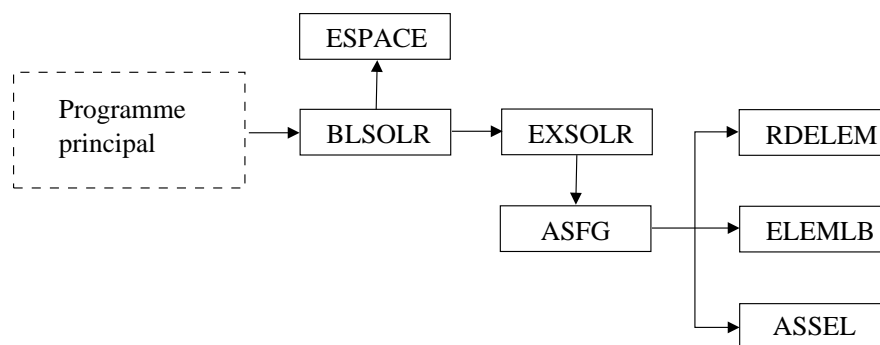 ESPACE
Programme
principal
BLSOLR
EXSOLR
RDELEM
ASFG
ELEMLB
ASSEL